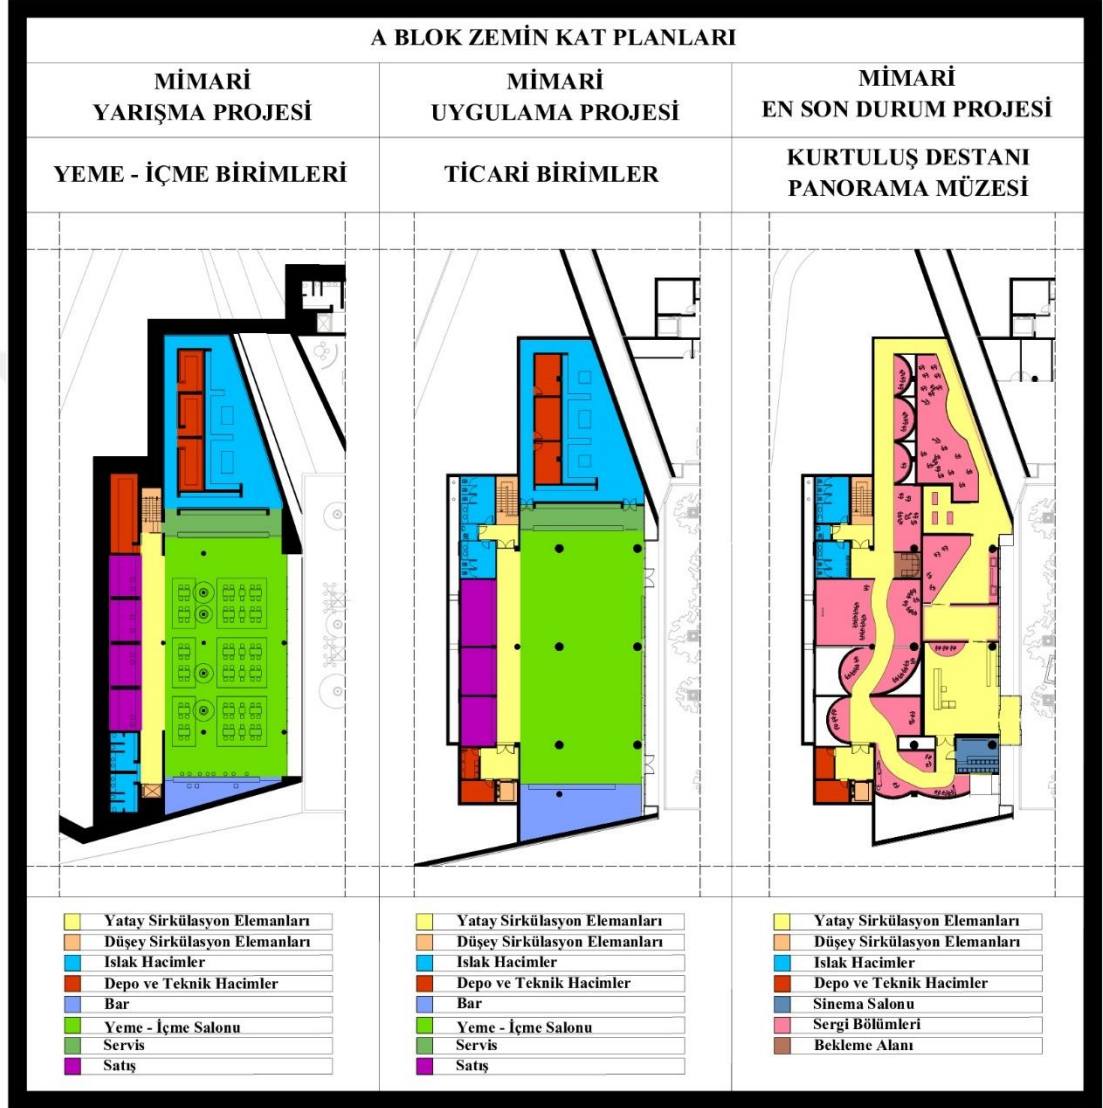 A BLOK ZEMİN KAT PLANLARI
MİMARİ
YARIŞMA PROJESİ
MİMARİ
UYGULAMA PROJESİ
MİMARİ
EN SON DURUM PROJESİ
YEME - İÇME BİRİMLERİ
TİCARİ BİRİMLER
KURTULUŞ DESTANI
PANORAMA MÜZESİ
Yatay Sirkülasyon Elemanları
Düşey Sirkülasyon Elemanları
Islak Hacimler
Depo ve Teknik Hacimler
Bar
Yeme - İçme Salonu
Servis
Satış
Yatay Sirkülasyon Elemanları
Düşey Sirkülasyon Elemanları
Islak Hacimler
Depo ve Teknik Hacimler
Bar
Yeme - İçme Salonu
Servis
Satış
Yatay Sirkülasyon Elemanları
Düşey Sirkülasyon Elemanları
Islak Hacimler
Depo ve Teknik Hacimler
Sinema Salonu
Sergi Bölümleri
Bekleme Alanı